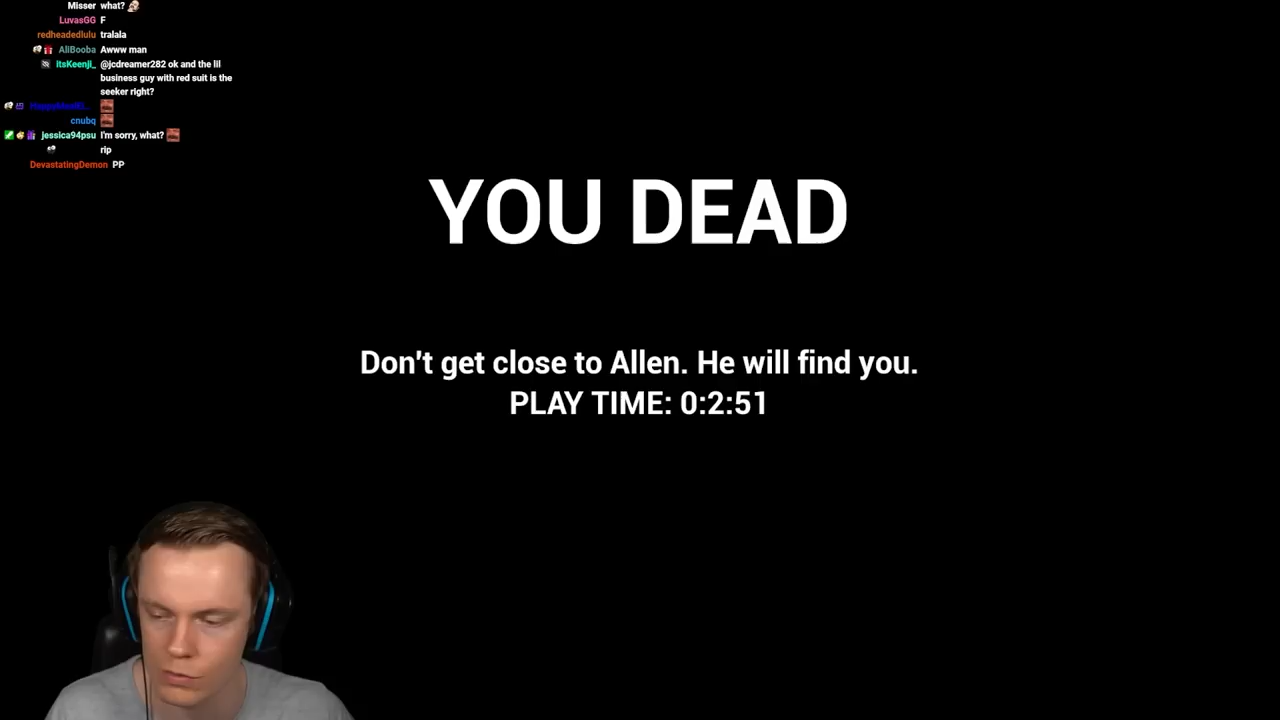 Misser what?
LuvasGG F
redheadedlulu tralala
AliBooba Awww man
itsKeenji_ @jcdreamer282 ok and the lil
business guy with red suit is the
seeker right?
cnubq
jessica94psu I'm sorry, what?
rip
DevastatingDemon PP
YOU DEAD
Don't get close to Allen. He will find you.
PLAY TIME: 0:2:51